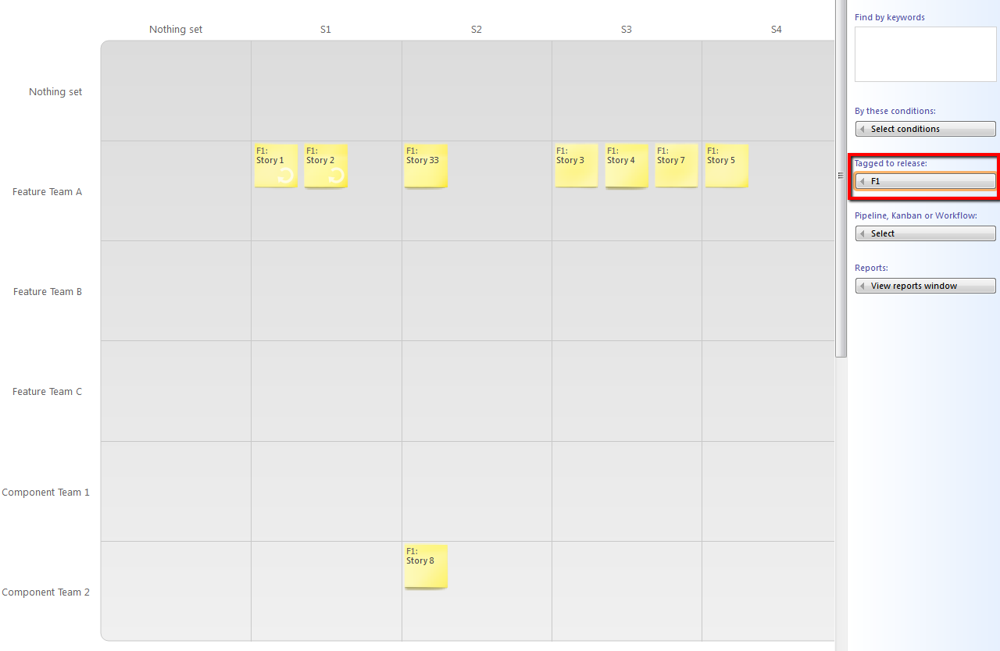 Nothing set
S1
S2
S3
S4
Nothing set
Feature Team A
F1:
Story 1
F1:
Story 2
F1:
Story 33
F1:
Story 3
F1:
Story 4
F1:
Story 7
F1:
Story 5
Feature Team B
Feature Team C
Component Team 1
Component Team 2
F1:
Story 8
Find by keywords
By these conditions:
Select conditions
Tagged to release:
F1
Pipeline, Kanban or Workflow:
Select
Reports:
View reports window